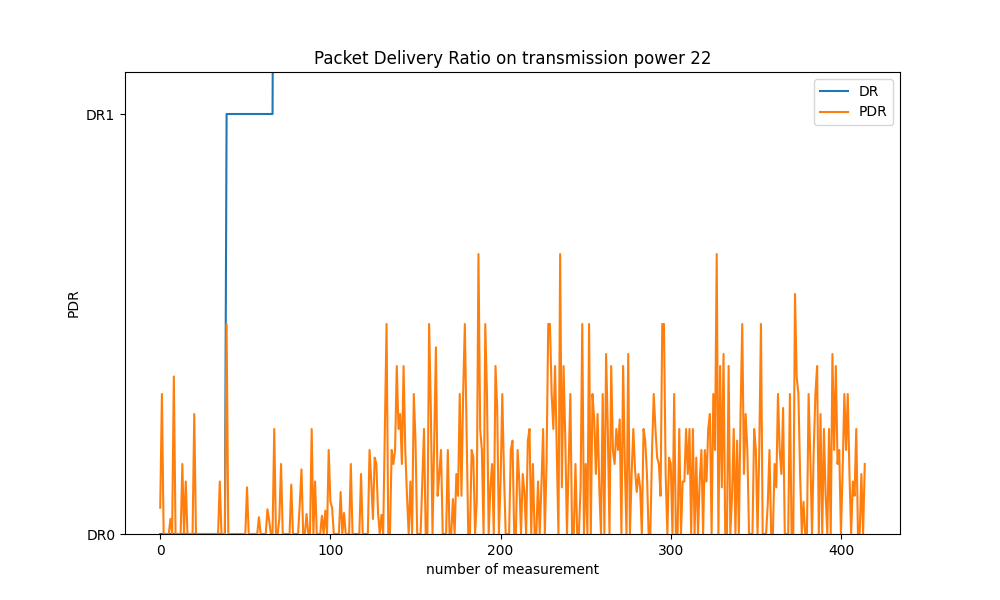 Packet Delivery Ratio on transmission power 22
DR
PDR
DR1
PDR
DR0
0 100 200 300 400
number of measurement